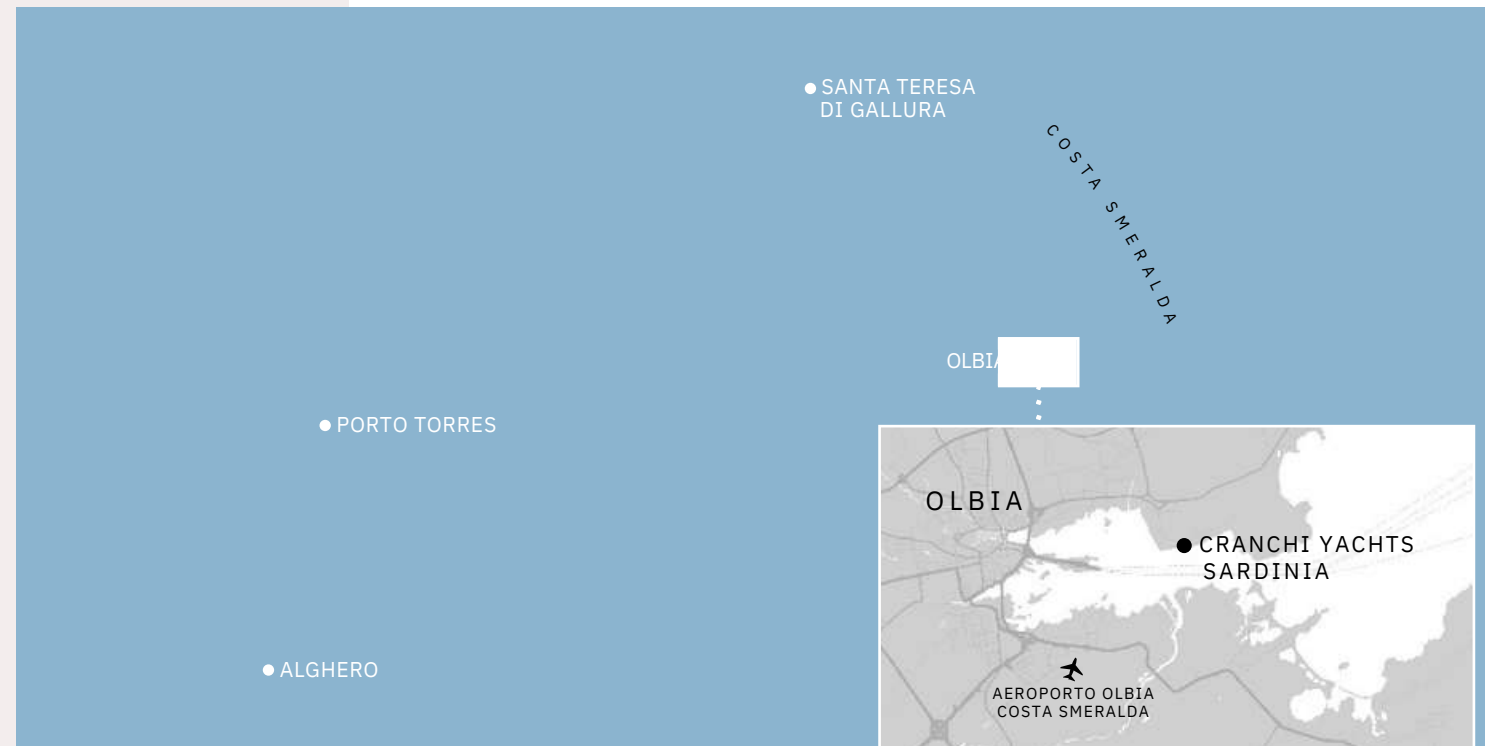 SANTA TERESA
DI GALLURA
COSTA SMERALDA
OLBIA
PORTO TORRES
OLBIA
CRANCHI YACHTS
SARDINIA
ALGHERO
AEROPORTO OLBIA
COSTA SMERALDA